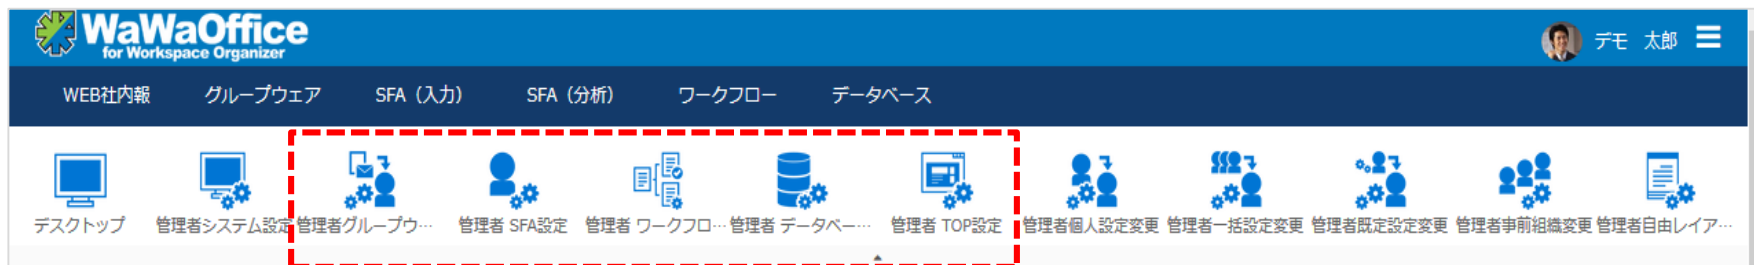 WaWaOffice
for Workspace Organizer
デモ 太郎
WEB社内報 グループウェア SFA（入力） SFA（分析） ワークフロー データベース
デスクトップ 管理者システム設定 管理者グループウ… 管理者 SFA設定 管理者 ワークフロ… 管理者 データベー… 管理者 TOP設定 管理者個人設定変更 管理者一括設定変更 管理者既定設定変更 管理者事前組織変更 管理者自由レイア…